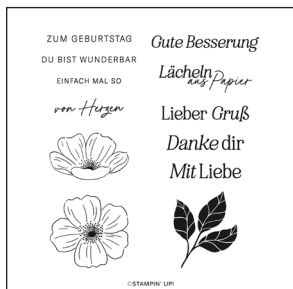 ZUM GEBURTSTAG
DU BIST WUNDERBAR
EINFACH MAL SO
von Herzen
Gute Besserung
Lächeln
aus Papier
Lieber Gruß
Danke dir
Mit Liebe
©STAMPIN' UP!